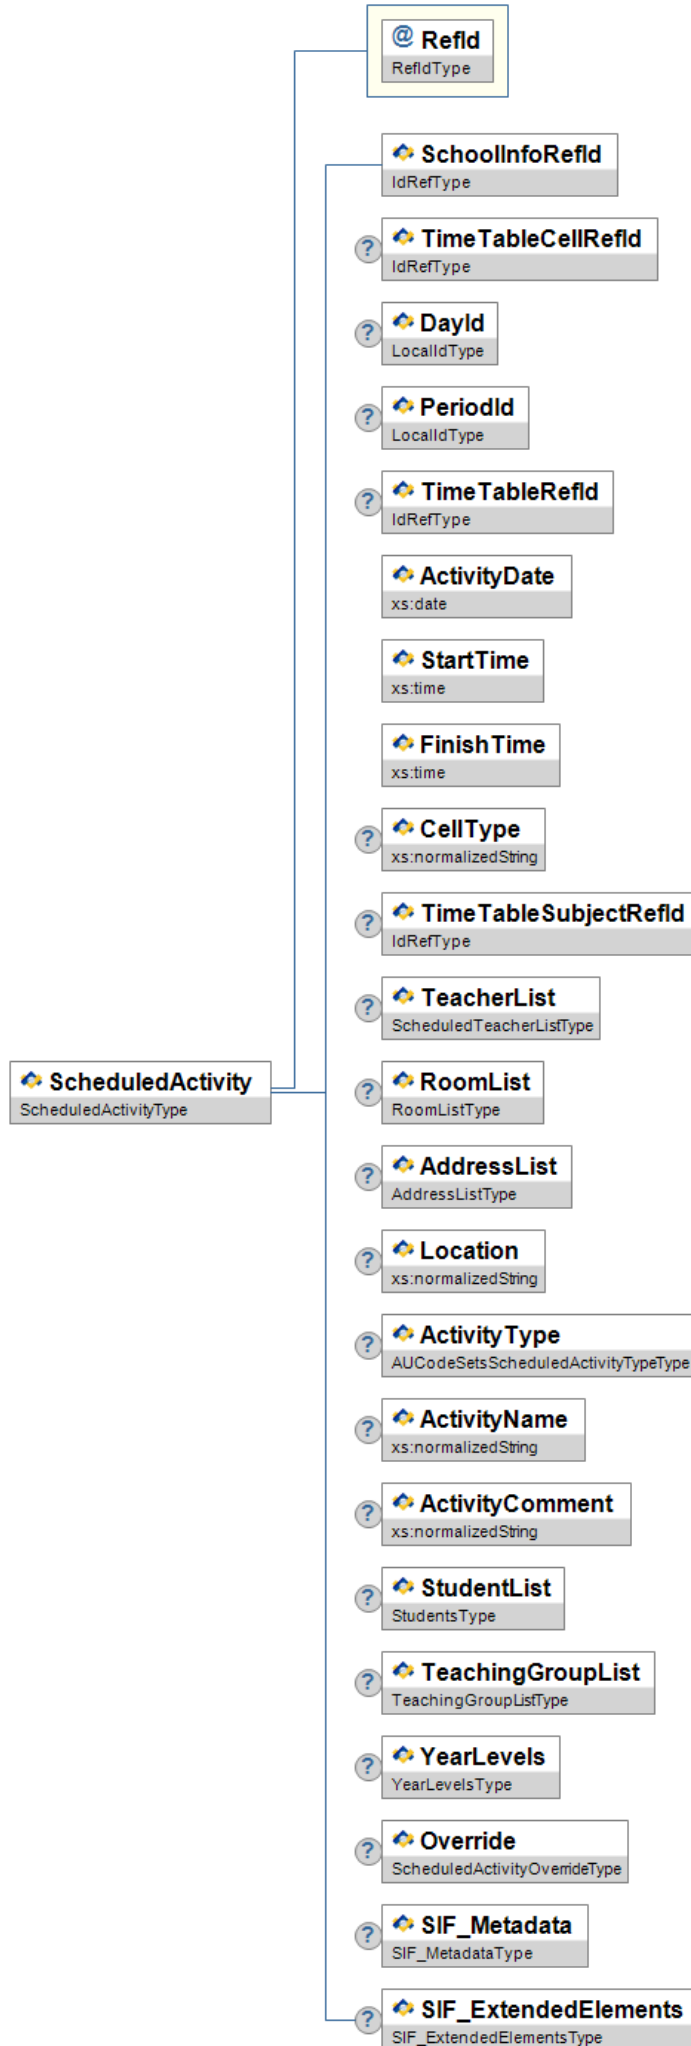 @ RefId
RefIdType
SchoolInfoRefId
IdRefType
? TimeTableCellRefId
IdRefType
? DayId
LocalIdType
? PeriodId
LocalIdType
? TimeTableRefId
IdRefType
ActivityDate
xs:date
StartTime
xs:time
FinishTime
xs:time
? CellType
xs:normalizedString
? TimeTableSubjectRefId
IdRefType
? TeacherList
ScheduledTeacherListType
ScheduledActivity
ScheduledActivityType
? RoomList
RoomListType
? AddressList
AddressListType
? Location
xs:normalizedString
? ActivityType
AUCodeSetsScheduledActivityTypeType
? ActivityName
xs:normalizedString
? ActivityComment
xs:normalizedString
? StudentList
StudentsType
? TeachingGroupList
TeachingGroupListType
? YearLevels
YearLevelsType
? Override
ScheduledActivityOverrideType
? SIF_Metadata
SIF_MetadataType
? SIF_ExtendedElements
SIF_ExtendedElementsType